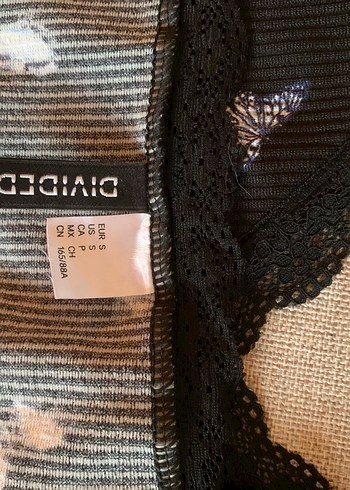 DIVIDED
EUR S
US S
CA P
MX CH
CN 165/88A